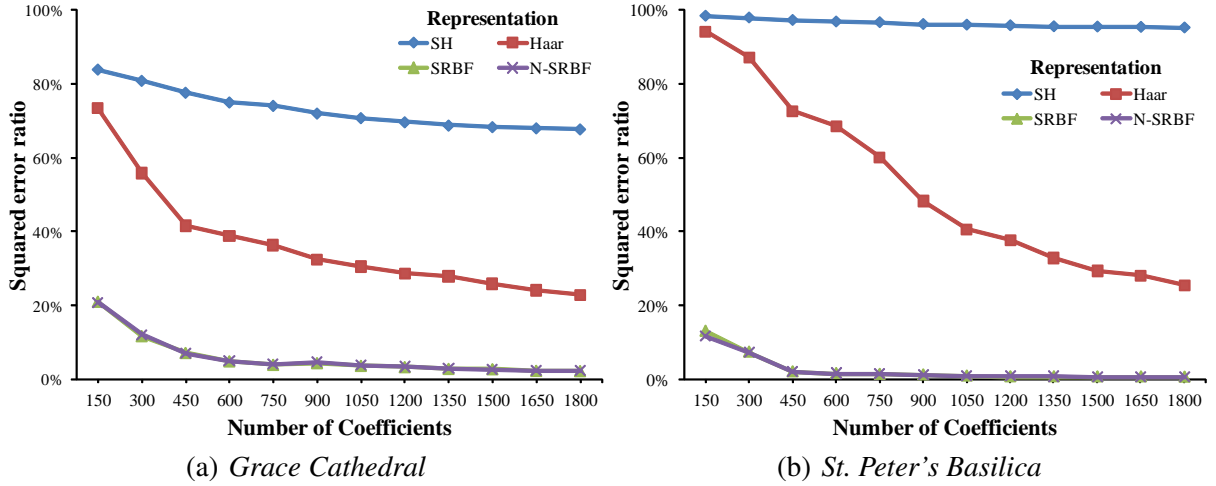 100%
80%
60%
40%
20%
0%
Squared error ratio
Representation
SH Haar
SRBF N-SRBF
150 300 450 600 750 900 1050 1200 1350 1500 1650 1800
Number of Coefficients
(a) Grace Cathedral
100%
80%
60%
40%
20%
0%
Squared error ratio
Representation
SH Haar
SRBF N-SRBF
150 300 450 600 750 900 1050 1200 1350 1500 1650 1800
Number of Coefficients
(b) St. Peter's Basilica